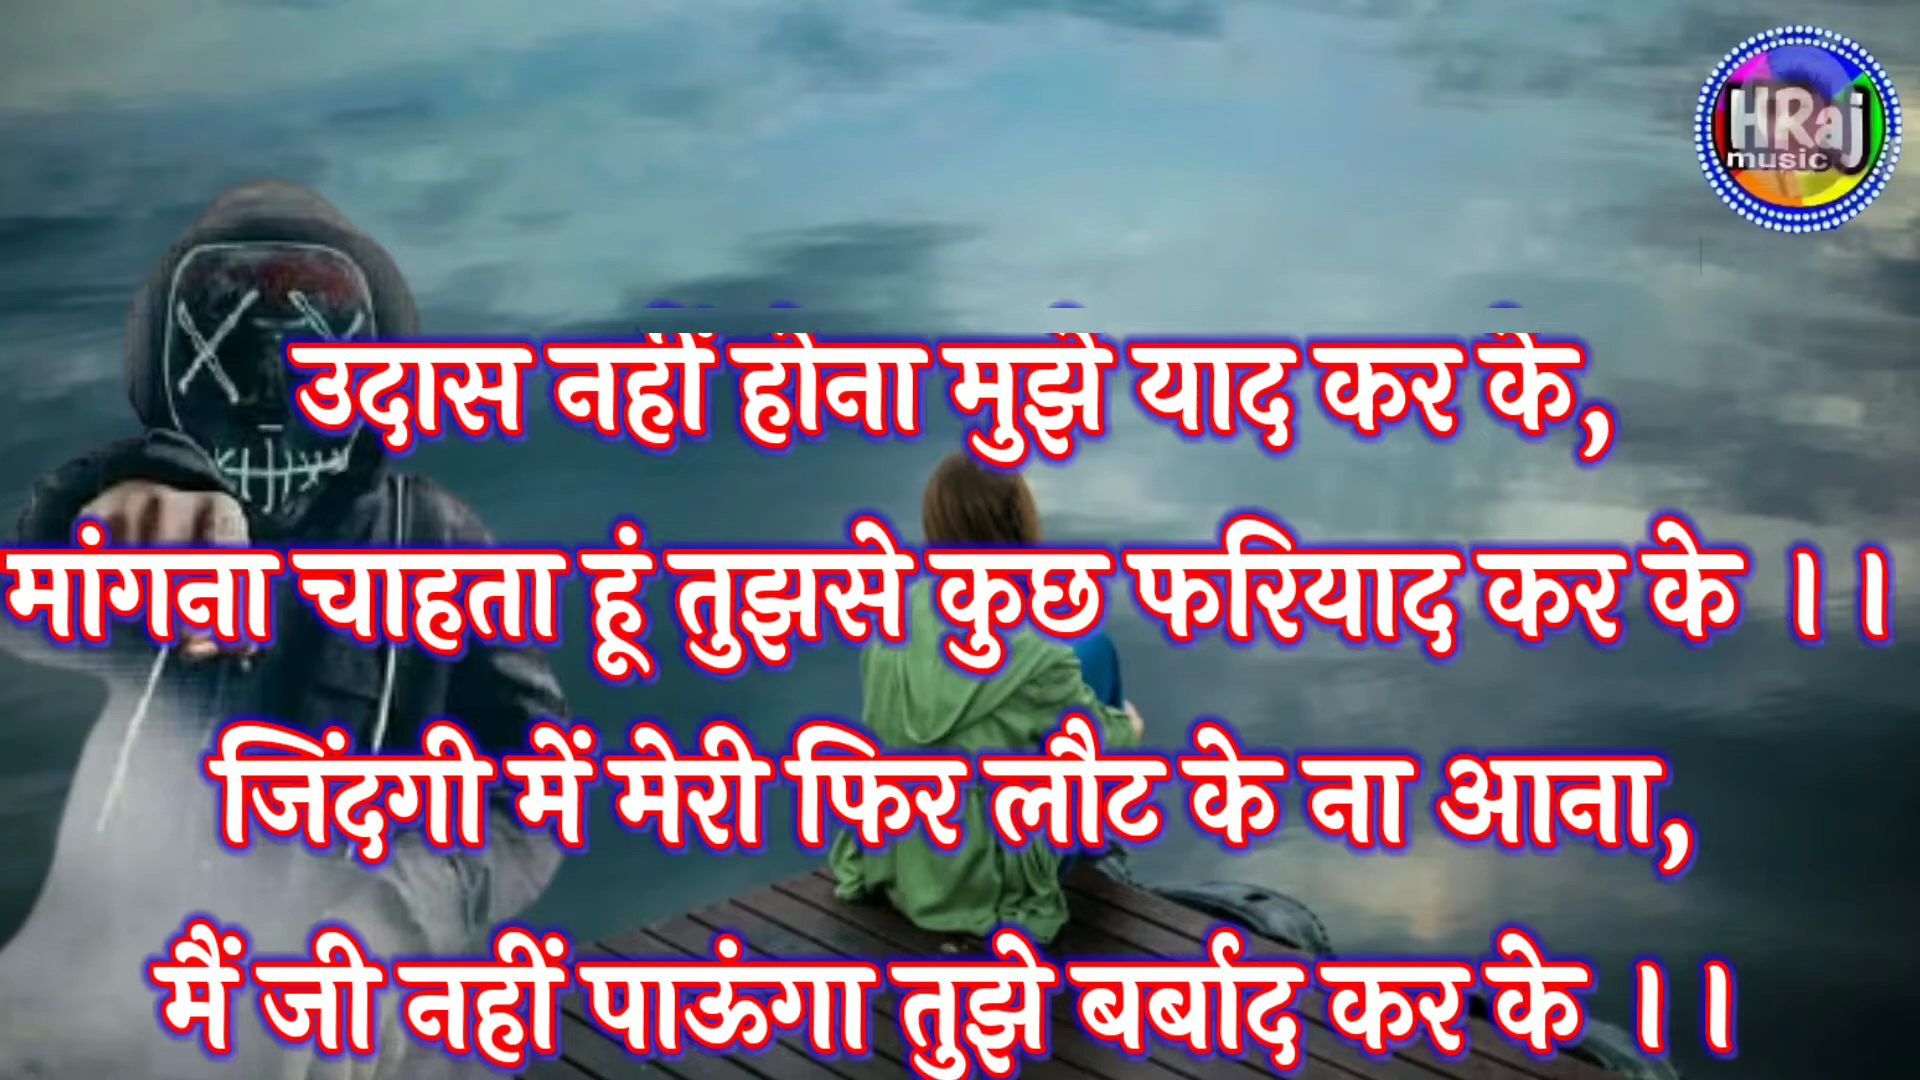 HRaj
music
उदास नहीं होना मुझे याद कर के,
मांगना चाहता हूं तुझसे कुछ फरियाद कर के ।।
जिंदगी में मेरी फिर लौट के ना आना,
मैं जी नहीं पाऊंगा तुझे बर्बाद कर के ।।